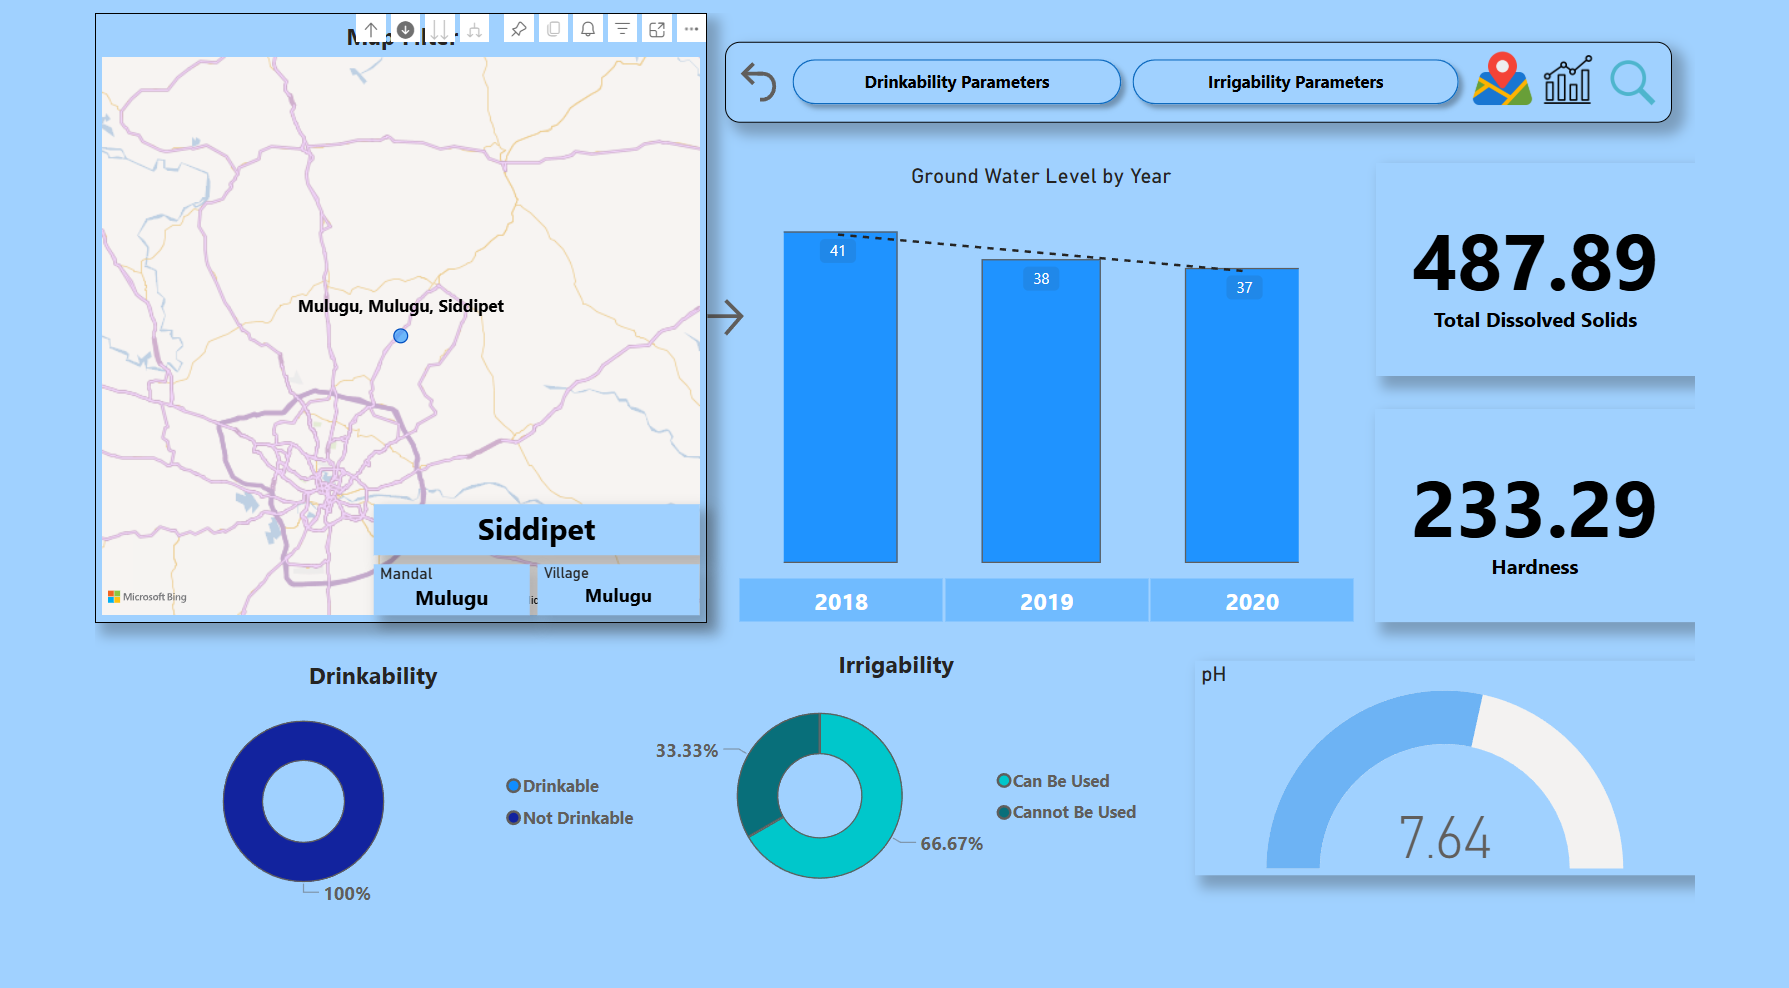 Map Filter
Mulugu, Mulugu, Siddipet
Siddipet
Mandal
Mulugu
Village
Mulugu
Microsoft Bing
Drinkability Parameters
Irrigability Parameters
Ground Water Level by Year
41
38
37
2018
2019
2020
487.89
Total Dissolved Solids
233.29
Hardness
Drinkability
100%
Drinkable
Not Drinkable
Irrigability
33.33%
66.67%
Can Be Used
Cannot Be Used
pH
7.64